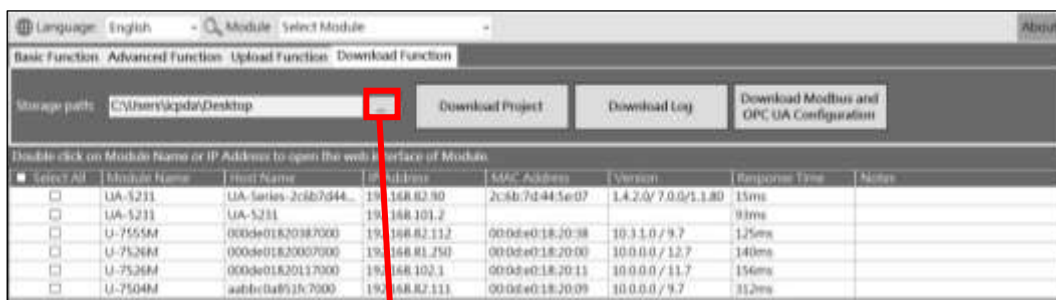 Language: English Module Select Module About
Basic Function Advanced Function Upload Function Download Function
Storage path: C:\Users\icpda\Desktop ... Download Project Download Log Download Modbus and
OPC UA Configuration
Double click on Module Name or IP Address to open the web interface of Module.
Select All Module Name Host Name IP Address MAC Address Version Response Time Notes
UA-5231 UA-Series-2c6b7d44... 192.168.82.90 2c:6b:7d:44:5e:07 1.4.2.0/ 7.0.0/1.1.80 15ms
UA-5231 UA-5231 192.168.101.2 93ms
U-7555M 000de01820387000 192.168.82.112 00:0d:e0:18:20:38 10.3.1.0 / 9.7 125ms
U-7526M 000de01820007000 192.168.81.250 00:0d:e0:18:20:00 10.0.0.0 / 12.7 140ms
U-7526M 000de01820117000 192.168.102.1 00:0d:e0:18:20:11 10.0.0.0 / 11.7 156ms
U-7504M 192.168.82.111 00:0d:e0:18:20:09 10.0.0.0 / 9.7 312ms